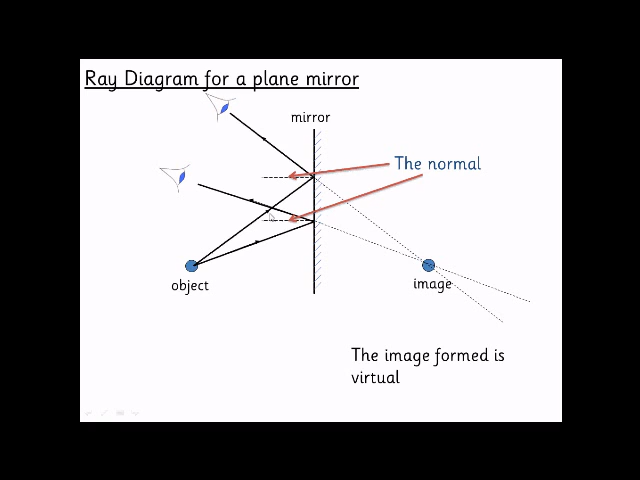 Ray Diagram for a plane mirror
mirror
The normal
object
image
The image formed is
virtual